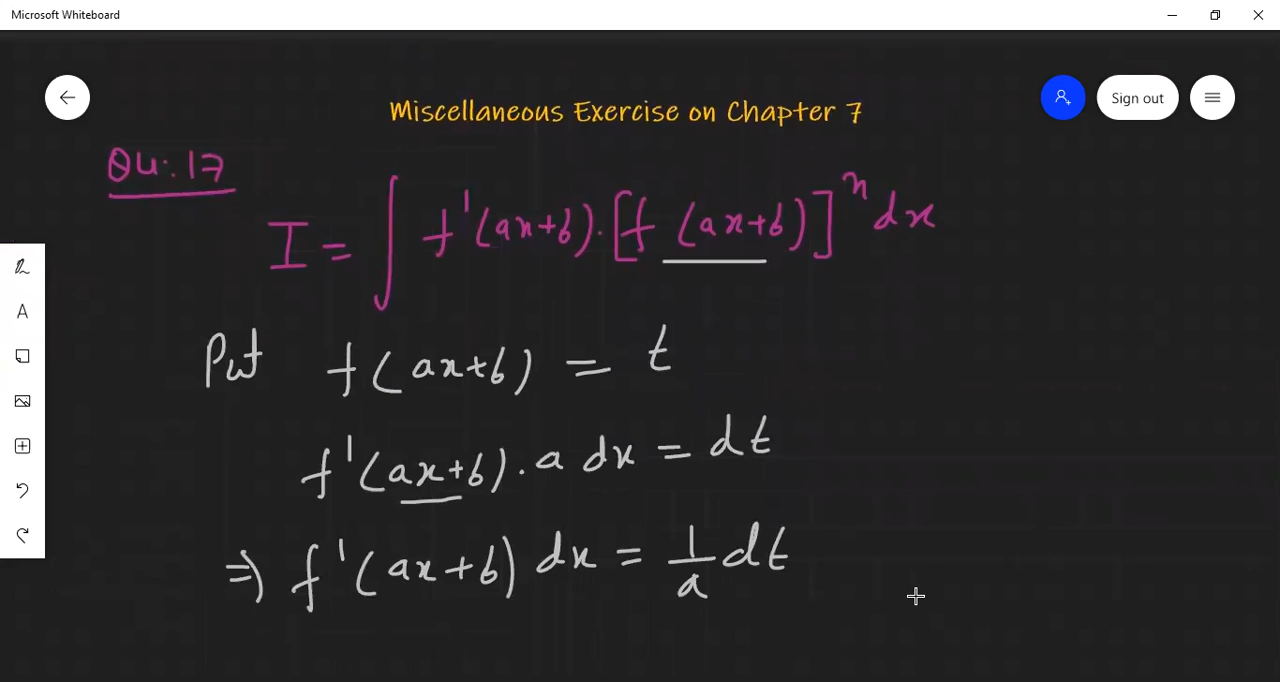 Microsoft Whiteboard
Sign out
Miscellaneous Exercise on Chapter 7
Qu: 17
I = ∫ f'(ax+b)·[f (ax+b)]ⁿ dx
Put f(ax+b) = t
f'(ax+b)·a dx = dt
⇒ f'(ax+b) dx = 1/a dt
A